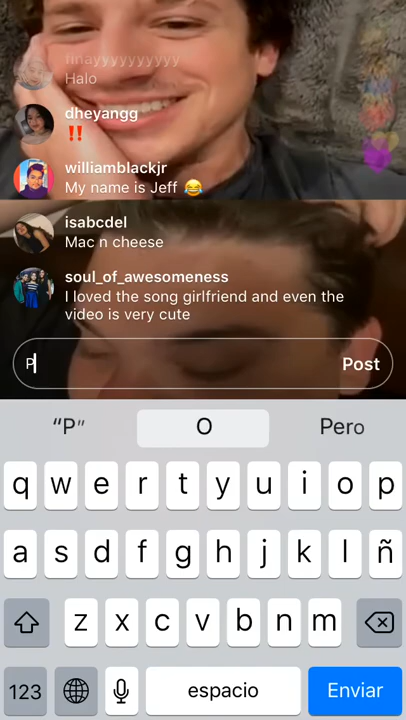 finayyyyyyyyyy
Halo
dheyangg
‼️
williamblackjr
My name is Jeff 😂
isabcdel
Mac n cheese
soul_of_awesomeness
I loved the song girlfriend and even the
video is very cute
P Post
“P” O Pero
q w e r t y u i o p
a s d f g h j k l ñ
z x c v b n m
123 espacio Enviar